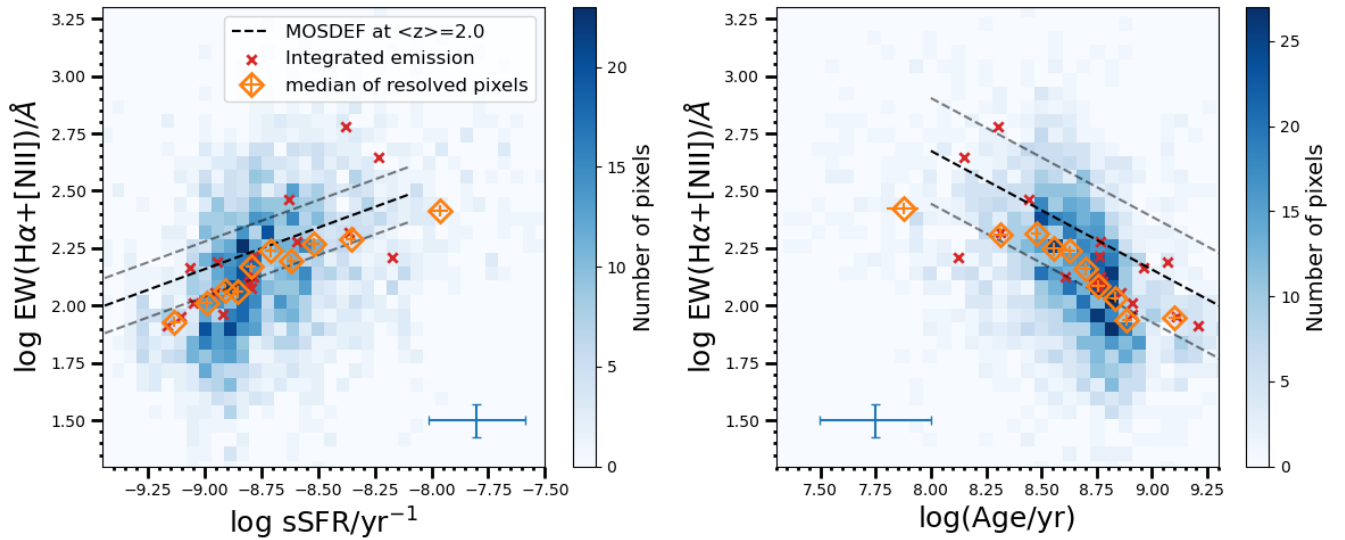 3.25
3.00
2.75
2.50
2.25
2.00
1.75
1.50
log EW(Hα+[NII])/Å
MOSDEF at <z>=2.0
Integrated emission
median of resolved pixels
−9.25 −9.00 −8.75 −8.50 −8.25 −8.00 −7.75 −7.50
log sSFR/yr⁻¹
20
15
10
5
0
Number of pixels
3.25
3.00
2.75
2.50
2.25
2.00
1.75
1.50
log EW(Hα+[NII])/Å
7.50 7.75 8.00 8.25 8.50 8.75 9.00 9.25
log(Age/yr)
25
20
15
10
5
0
Number of pixels